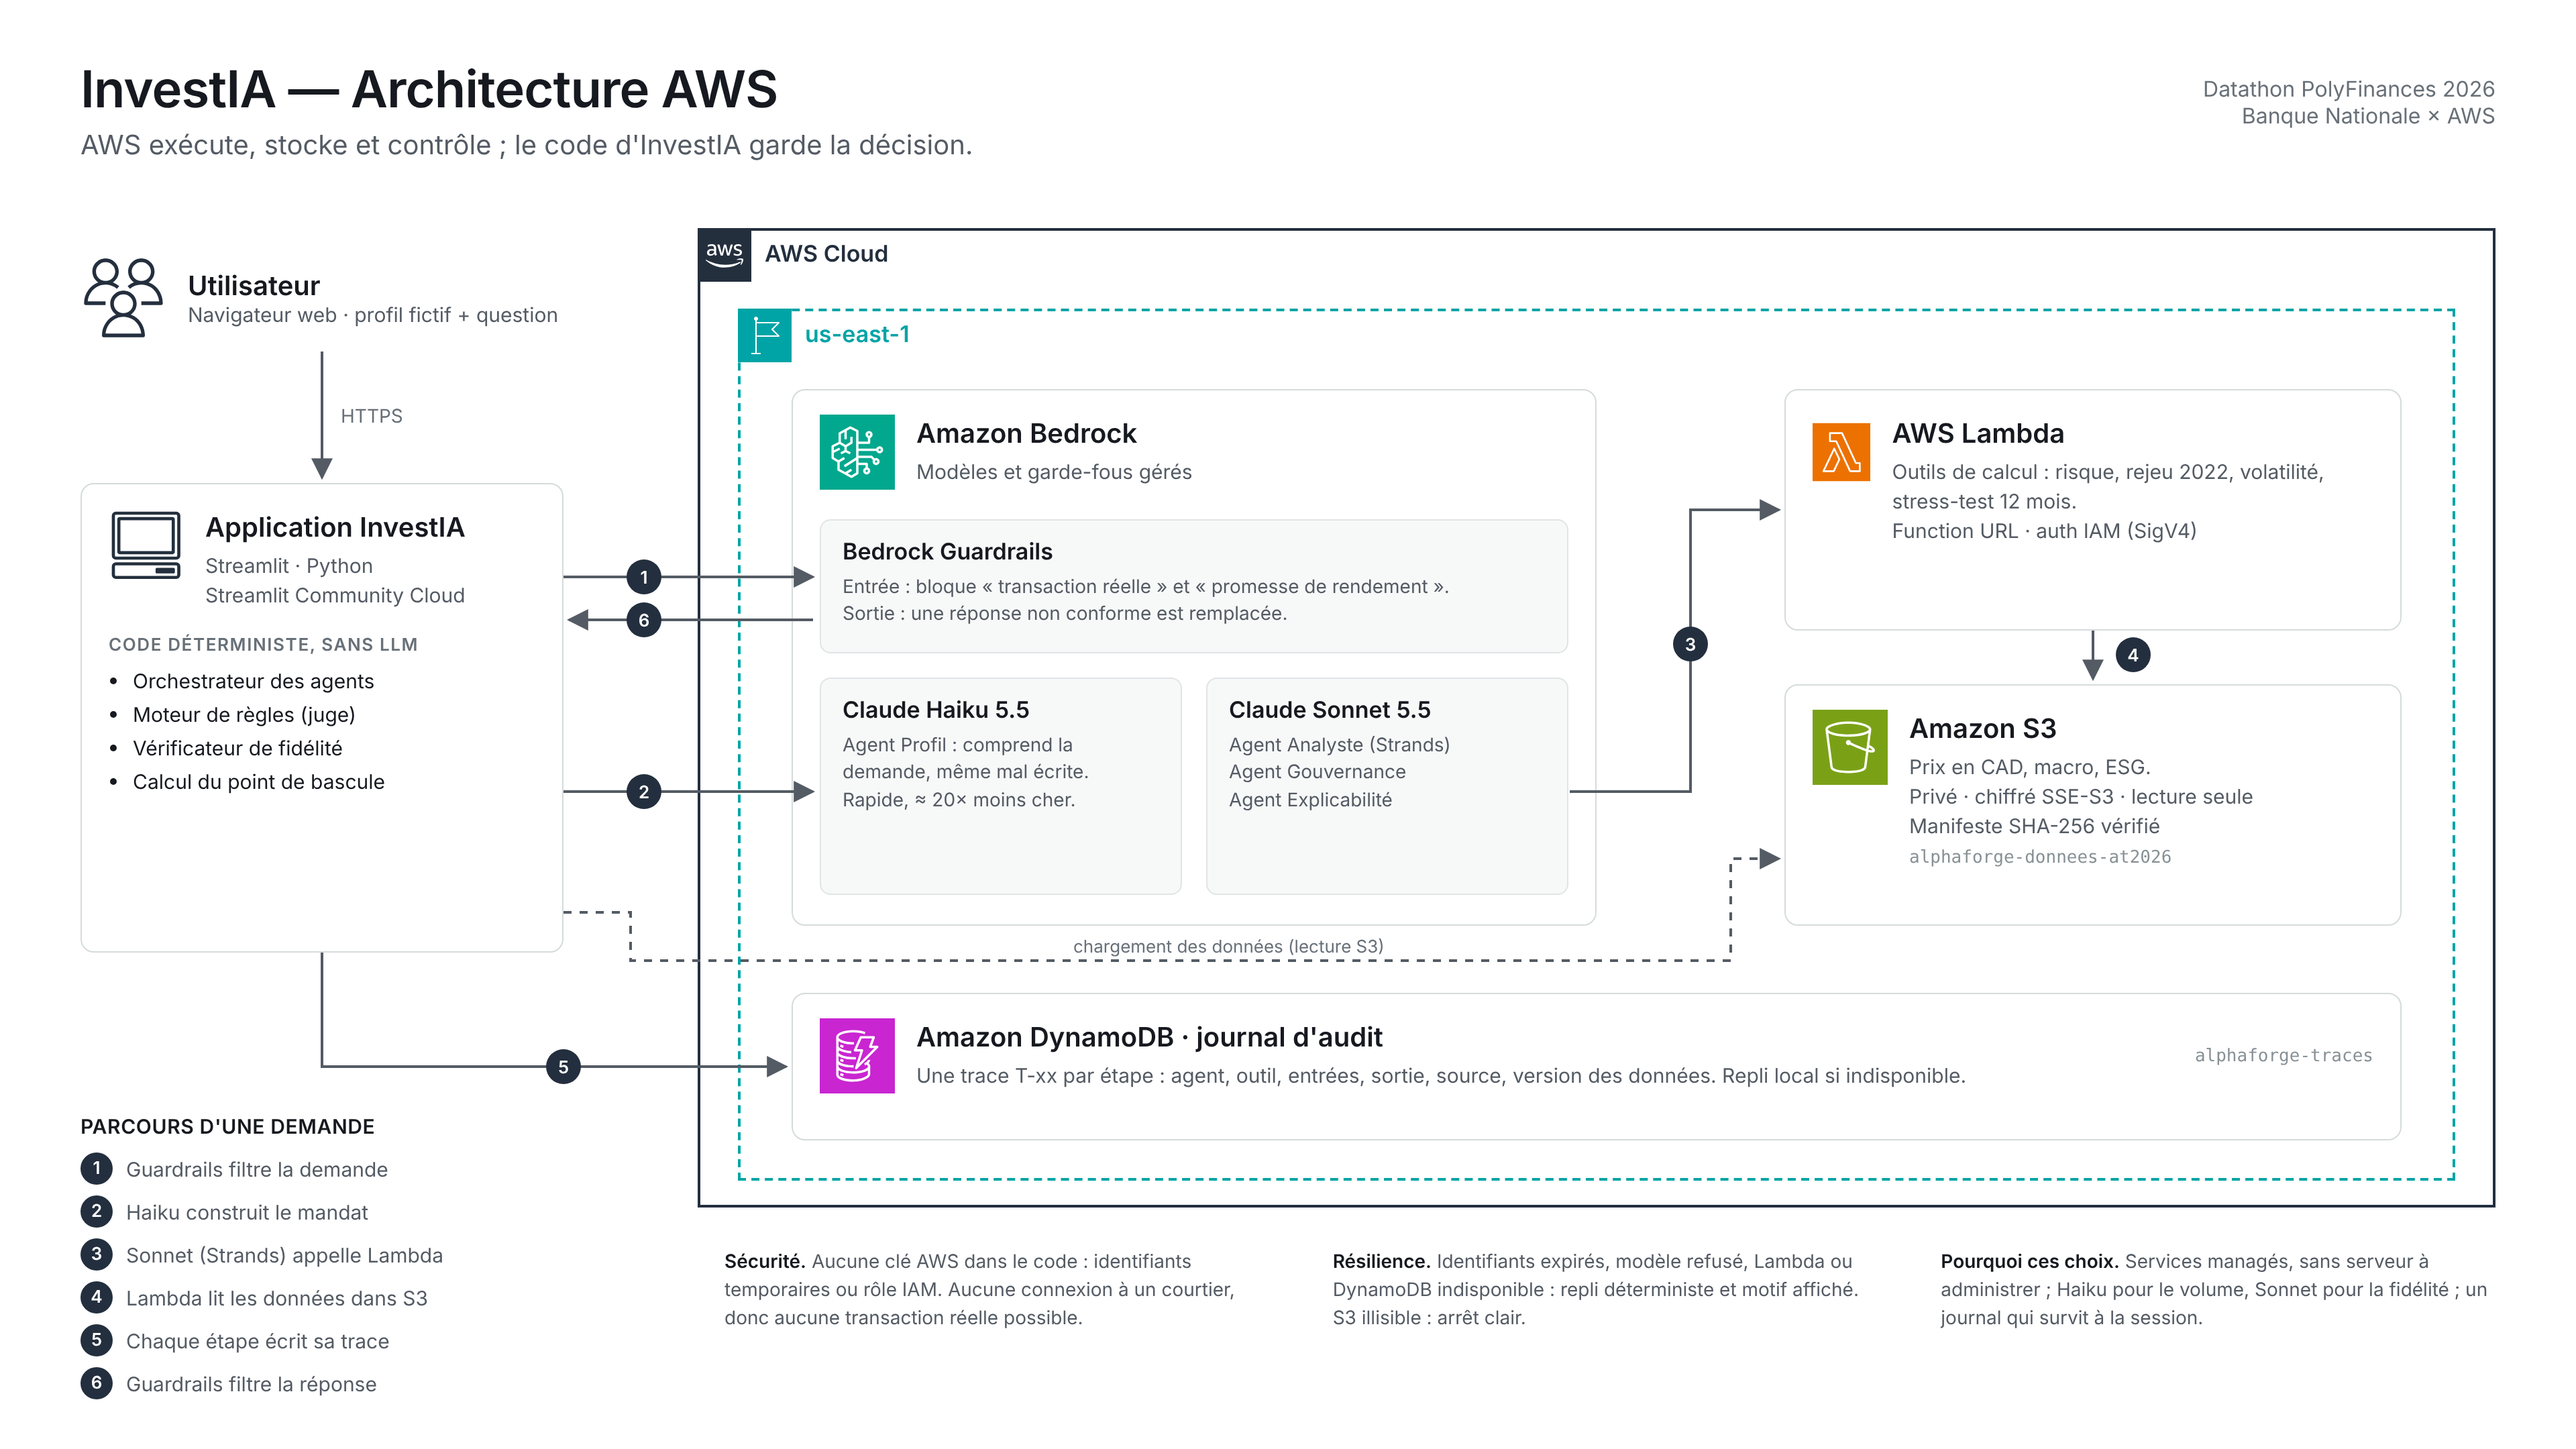 InvestIA — Architecture AWS
AWS exécute, stocke et contrôle ; le code d'InvestIA garde la décision.
Datathon PolyFinances 2026
Banque Nationale × AWS
Utilisateur
Navigateur web · profil fictif + question
HTTPS
Application InvestIA
Streamlit · Python
Streamlit Community Cloud
CODE DÉTERMINISTE, SANS LLM
• Orchestrateur des agents
• Moteur de règles (juge)
• Vérificateur de fidélité
• Calcul du point de bascule
1
6
2
5
aws
AWS Cloud
us-east-1
Amazon Bedrock
Modèles et garde-fous gérés
Bedrock Guardrails
Entrée : bloque « transaction réelle » et « promesse de rendement ».
Sortie : une réponse non conforme est remplacée.
Claude Haiku 5.5
Agent Profil : comprend la
demande, même mal écrite.
Rapide, ≈ 20× moins cher.
Claude Sonnet 5.5
Agent Analyste (Strands)
Agent Gouvernance
Agent Explicabilité
3
AWS Lambda
Outils de calcul : risque, rejeu 2022, volatilité,
stress-test 12 mois.
Function URL · auth IAM (SigV4)
4
Amazon S3
Prix en CAD, macro, ESG.
Privé · chiffré SSE-S3 · lecture seule
Manifeste SHA-256 vérifié
alphaforge-donnees-at2026
chargement des données (lecture S3)
Amazon DynamoDB · journal d'audit
Une trace T-xx par étape : agent, outil, entrées, sortie, source, version des données. Repli local si indisponible.
alphaforge-traces
PARCOURS D'UNE DEMANDE
1 Guardrails filtre la demande
2 Haiku construit le mandat
3 Sonnet (Strands) appelle Lambda
4 Lambda lit les données dans S3
5 Chaque étape écrit sa trace
6 Guardrails filtre la réponse
Sécurité. Aucune clé AWS dans le code : identifiants
temporaires ou rôle IAM. Aucune connexion à un courtier,
donc aucune transaction réelle possible.
Résilience. Identifiants expirés, modèle refusé, Lambda ou
DynamoDB indisponible : repli déterministe et motif affiché.
S3 illisible : arrêt clair.
Pourquoi ces choix. Services managés, sans serveur à
administrer ; Haiku pour le volume, Sonnet pour la fidélité ; un
journal qui survit à la session.